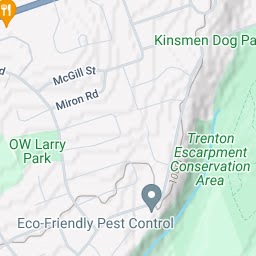 Kinsmen Dog Pa
McGill St
d
Miron Rd
OW Larry
Park
Trenton
Escarpment
Conservation
Area
Eco-Friendly Pest Control